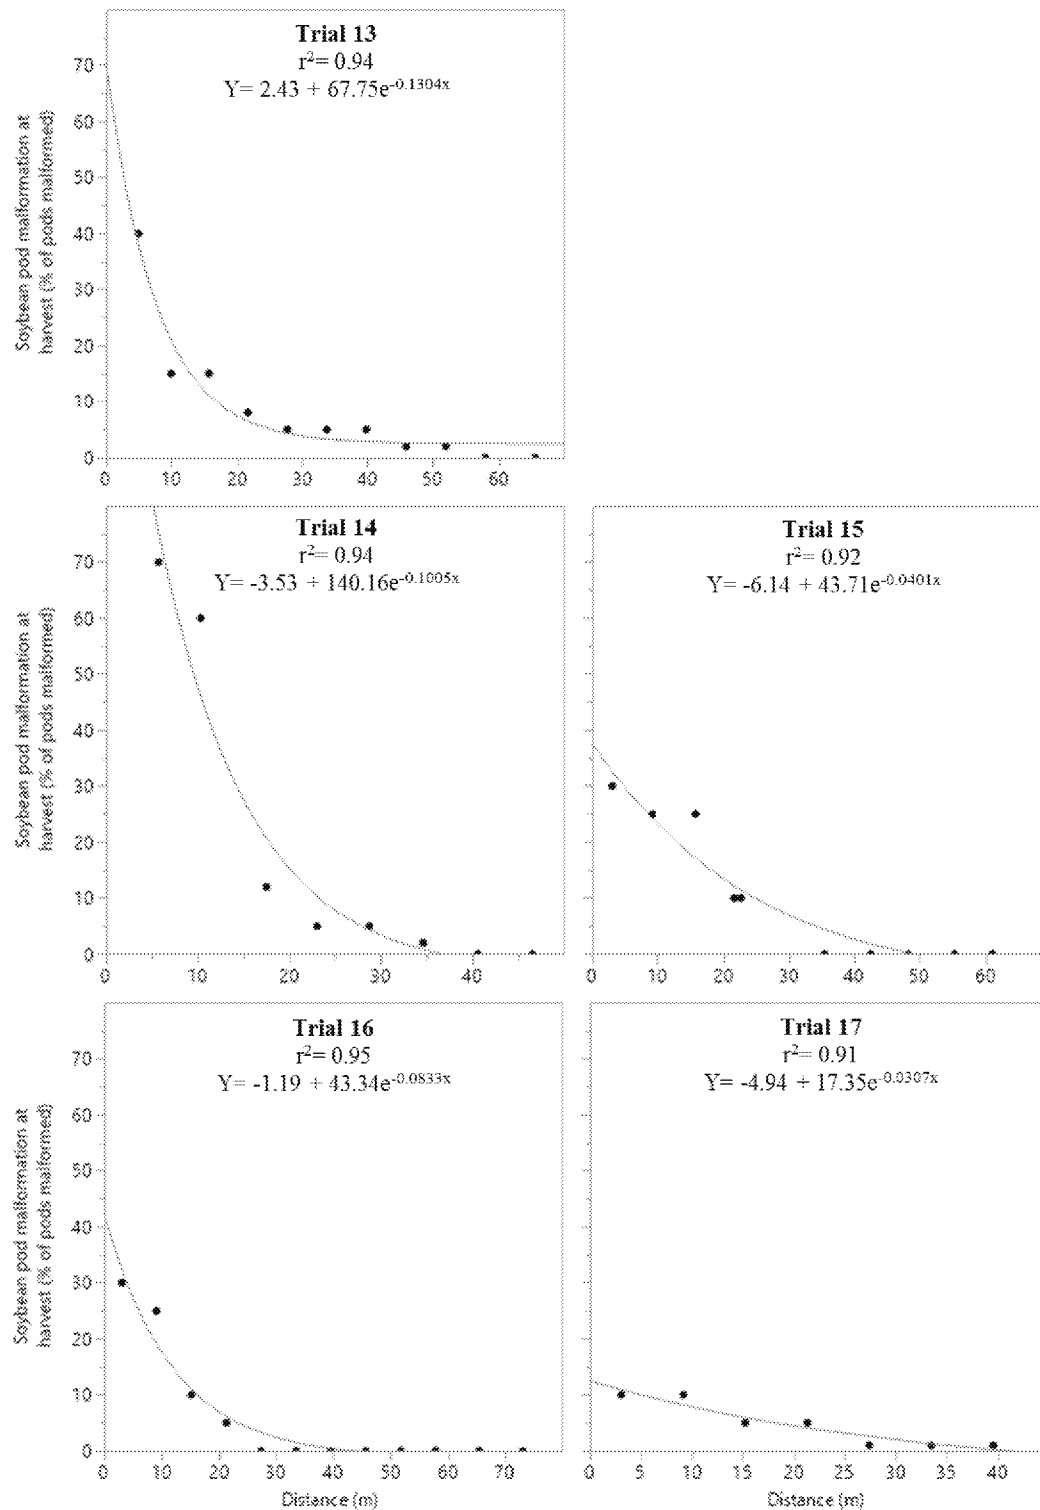 Trial 13
r²= 0.94
Y= 2.43 + 67.75e^-0.1304x
Soybean pod malformation at
harvest (% of pods malformed)
70
60
50
40
30
20
10
0
0 10 20 30 40 50 60
Trial 14
r²= 0.94
Y= -3.53 + 140.16e^-0.1005x
Soybean pod malformation at
harvest (% of pods malformed)
70
60
50
40
30
20
10
0
0 10 20 30 40
Trial 15
r²= 0.92
Y= -6.14 + 43.71e^-0.0401x
0 10 20 30 40 50 60
Trial 16
r²= 0.95
Y= -1.19 + 43.34e^-0.0833x
Soybean pod malformation at
harvest (% of pods malformed)
70
60
50
40
30
20
10
0
0 10 20 30 40 50 60 70
Distance (m)
Trial 17
r²= 0.91
Y= -4.94 + 17.35e^-0.0307x
0 5 10 15 20 25 30 35 40
Distance (m)